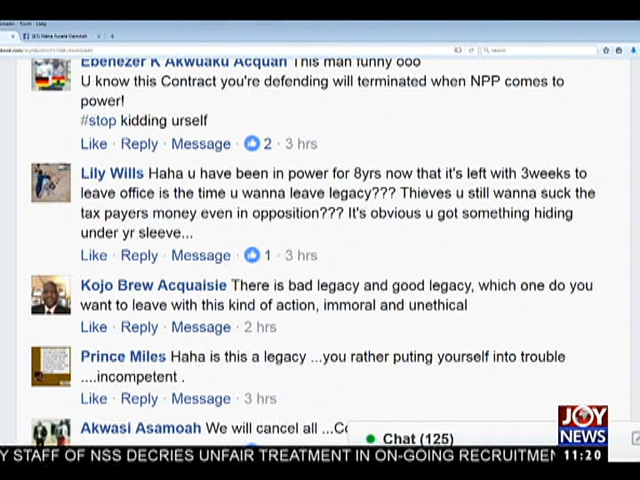 Ebenezer K Akwuaku Acquah This man funny ooo
U know this Contract you're defending will terminated when NPP comes to
power!
#stop kidding urself
Like · Reply · Message · 2 · 3 hrs
Lily Wills Haha u have been in power for 8yrs now that it's left with 3weeks to
leave office is the time u wanna leave legacy??? Thieves u still wanna suck the
tax payers money even in opposition??? It's obvious u got something hiding
under yr sleeve...
Like · Reply · Message · 1 · 3 hrs
Kojo Brew Acquaisie There is bad legacy and good legacy, which one do you
want to leave with this kind of action, immoral and unethical
Like · Reply · Message · 2 hrs
Prince Miles Haha is this a legacy ...you rather puting yourself into trouble
....incompetent .
Like · Reply · Message · 3 hrs
Akwasi Asamoah We will cancel all ...Co
Chat (125)
JOY
NEWS
Y STAFF OF NSS DECRIES UNFAIR TREATMENT IN ON-GOING RECRUITMEN
11:20